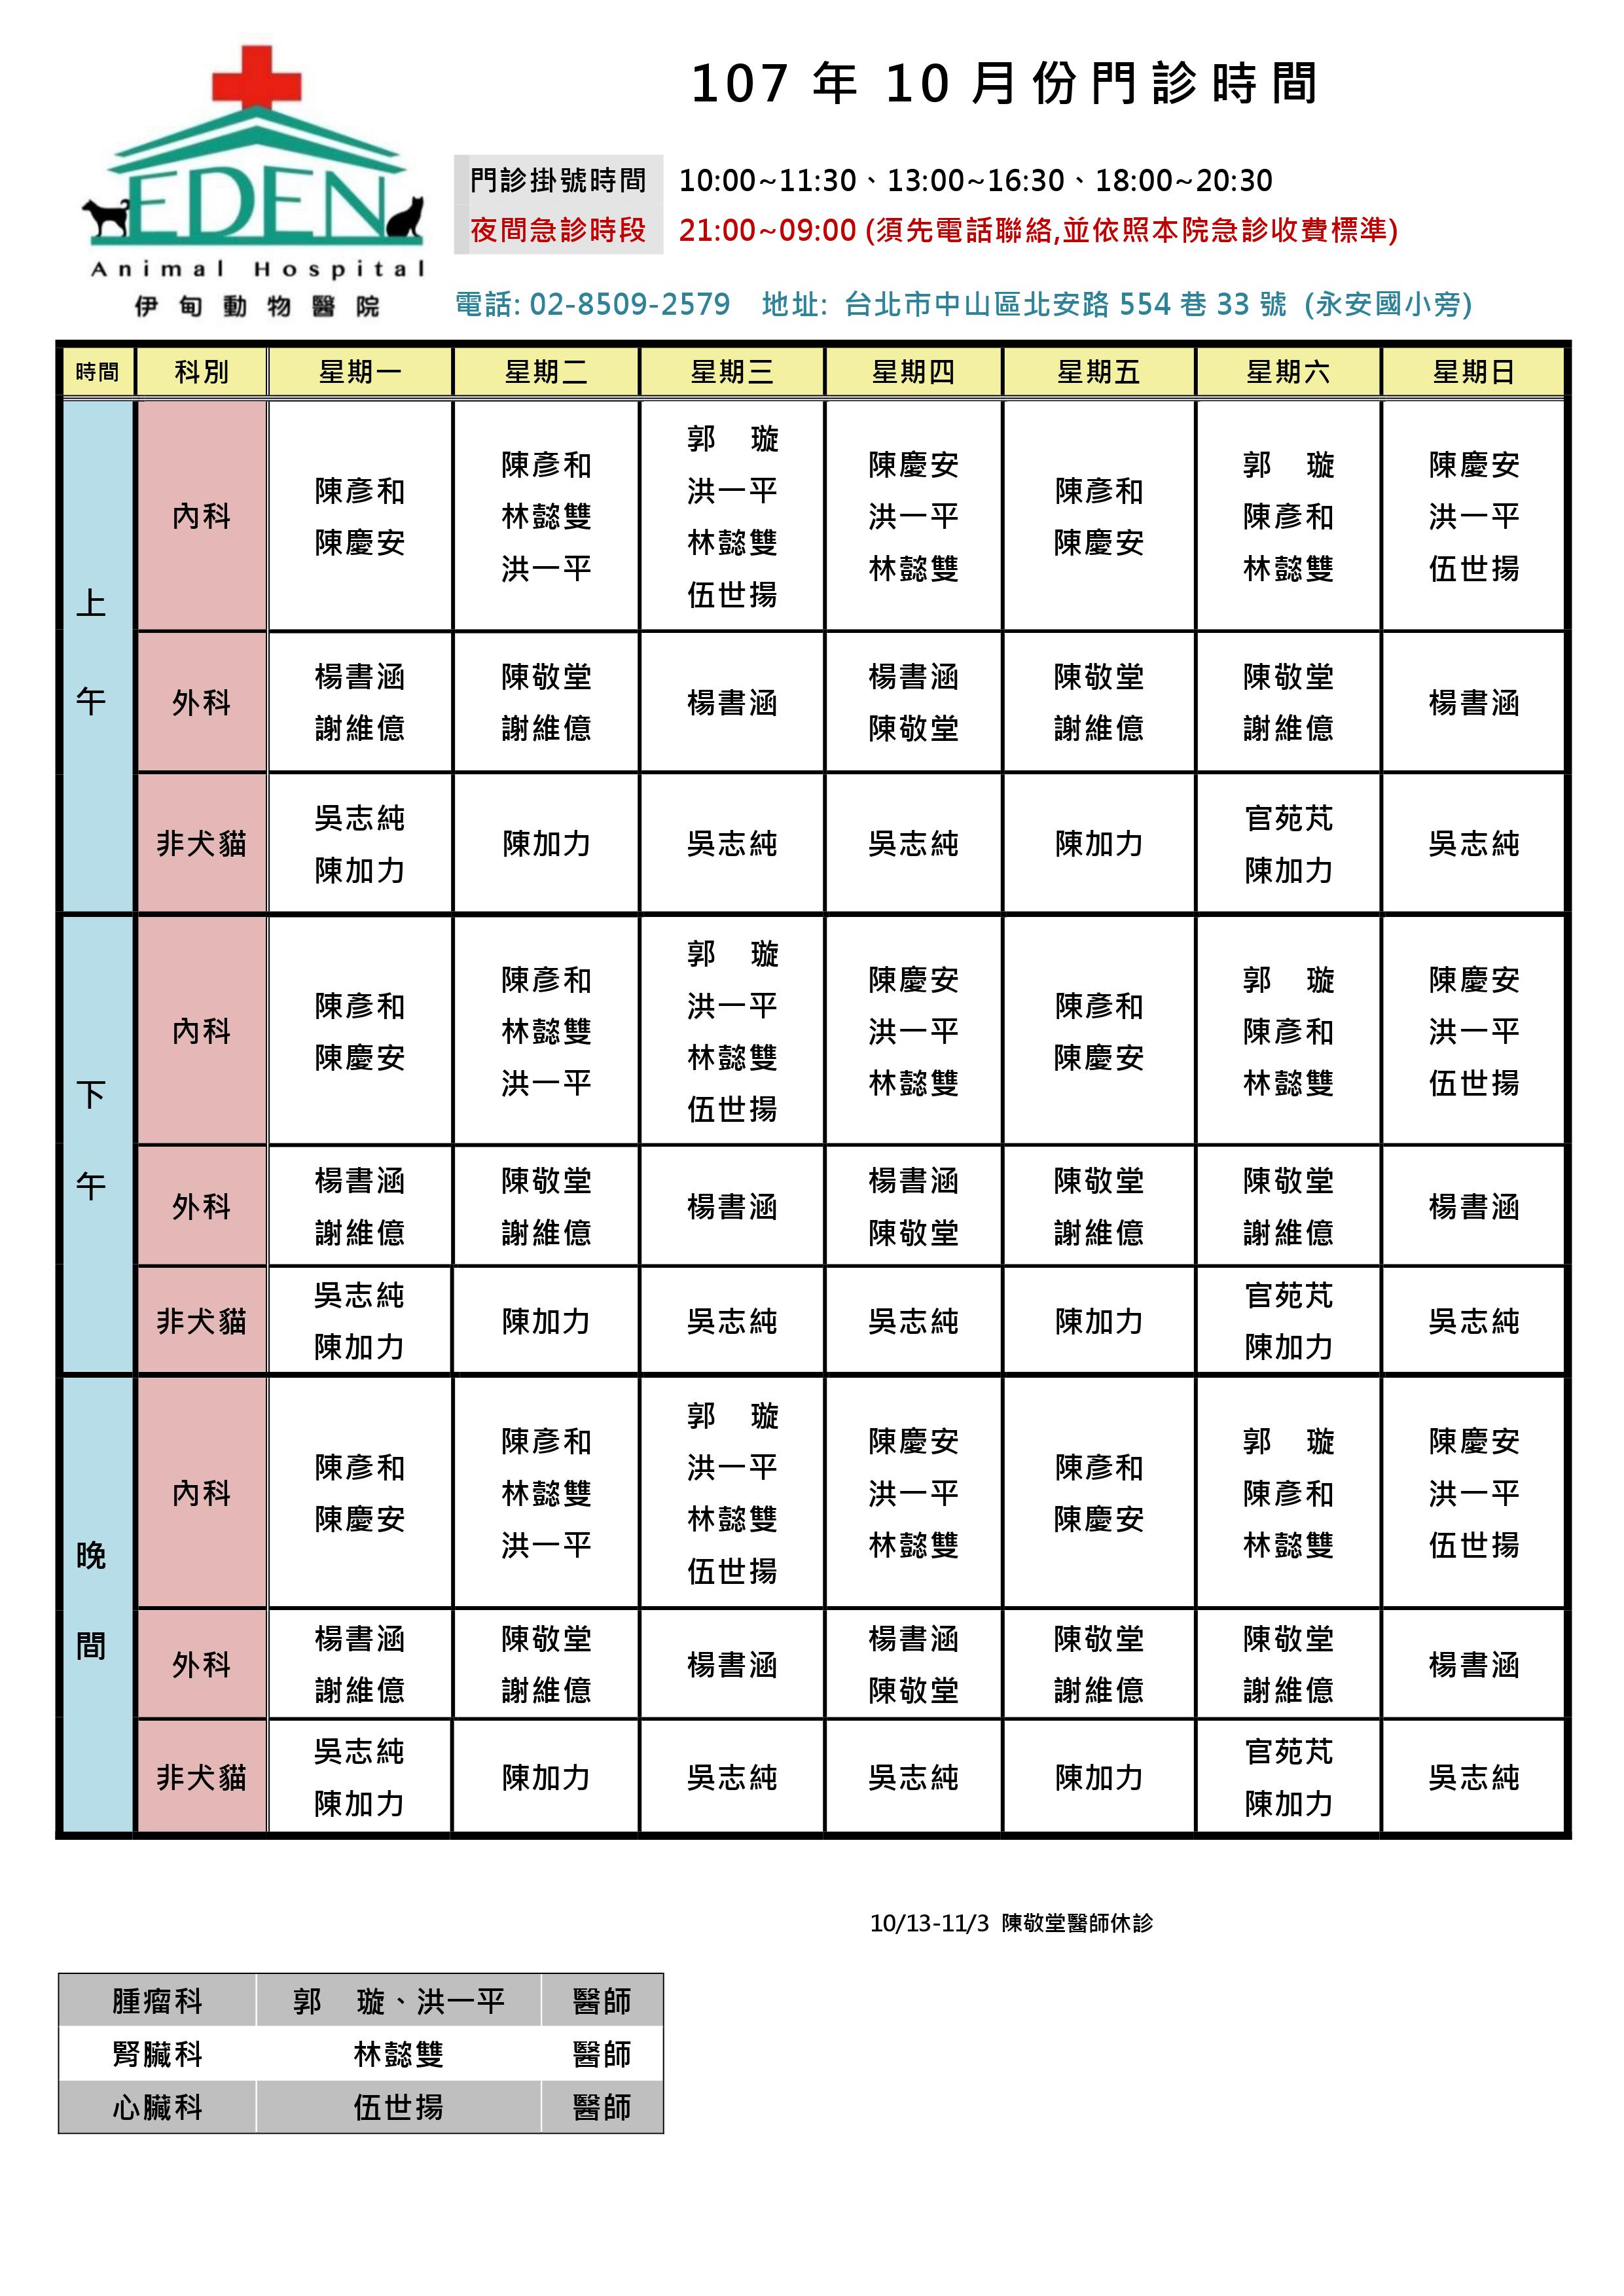 107 年 10 月份門診時間
門診掛號時間 10:00~11:30、13:00~16:30、18:00~20:30
夜間急診時段 21:00~09:00 (須先電話聯絡,並依照本院急診收費標準)
EDEN
Animal Hospital
伊甸動物醫院
電話: 02-8509-2579 地址: 台北市中山區北安路 554 巷 33 號 (永安國小旁)
時間 科別 星期一 星期二 星期三 星期四 星期五 星期六 星期日
上午
內科
陳彥和
陳慶安
陳彥和
林懿雙
洪一平
郭 璇
洪一平
林懿雙
伍世揚
陳慶安
洪一平
林懿雙
陳彥和
陳慶安
郭 璇
陳彥和
林懿雙
陳慶安
洪一平
伍世揚
外科
楊書涵
謝維億
陳敬堂
謝維億
楊書涵
楊書涵
陳敬堂
陳敬堂
謝維億
陳敬堂
謝維億
楊書涵
非犬貓
吳志純
陳加力
陳加力
吳志純
吳志純
陳加力
官苑芃
陳加力
吳志純
下午
內科
陳彥和
陳慶安
陳彥和
林懿雙
洪一平
郭 璇
洪一平
林懿雙
伍世揚
陳慶安
洪一平
林懿雙
陳彥和
陳慶安
郭 璇
陳彥和
林懿雙
陳慶安
洪一平
伍世揚
外科
楊書涵
謝維億
陳敬堂
謝維億
楊書涵
楊書涵
陳敬堂
陳敬堂
謝維億
陳敬堂
謝維億
楊書涵
非犬貓
吳志純
陳加力
陳加力
吳志純
吳志純
陳加力
官苑芃
陳加力
吳志純
晚間
內科
陳彥和
陳慶安
陳彥和
林懿雙
洪一平
郭 璇
洪一平
林懿雙
伍世揚
陳慶安
洪一平
林懿雙
陳彥和
陳慶安
郭 璇
陳彥和
林懿雙
陳慶安
洪一平
伍世揚
外科
楊書涵
謝維億
陳敬堂
謝維億
楊書涵
楊書涵
陳敬堂
陳敬堂
謝維億
陳敬堂
謝維億
楊書涵
非犬貓
吳志純
陳加力
陳加力
吳志純
吳志純
陳加力
官苑芃
陳加力
吳志純
10/13-11/3 陳敬堂醫師休診
腫瘤科 郭 璇、洪一平 醫師
腎臟科 林懿雙 醫師
心臟科 伍世揚 醫師